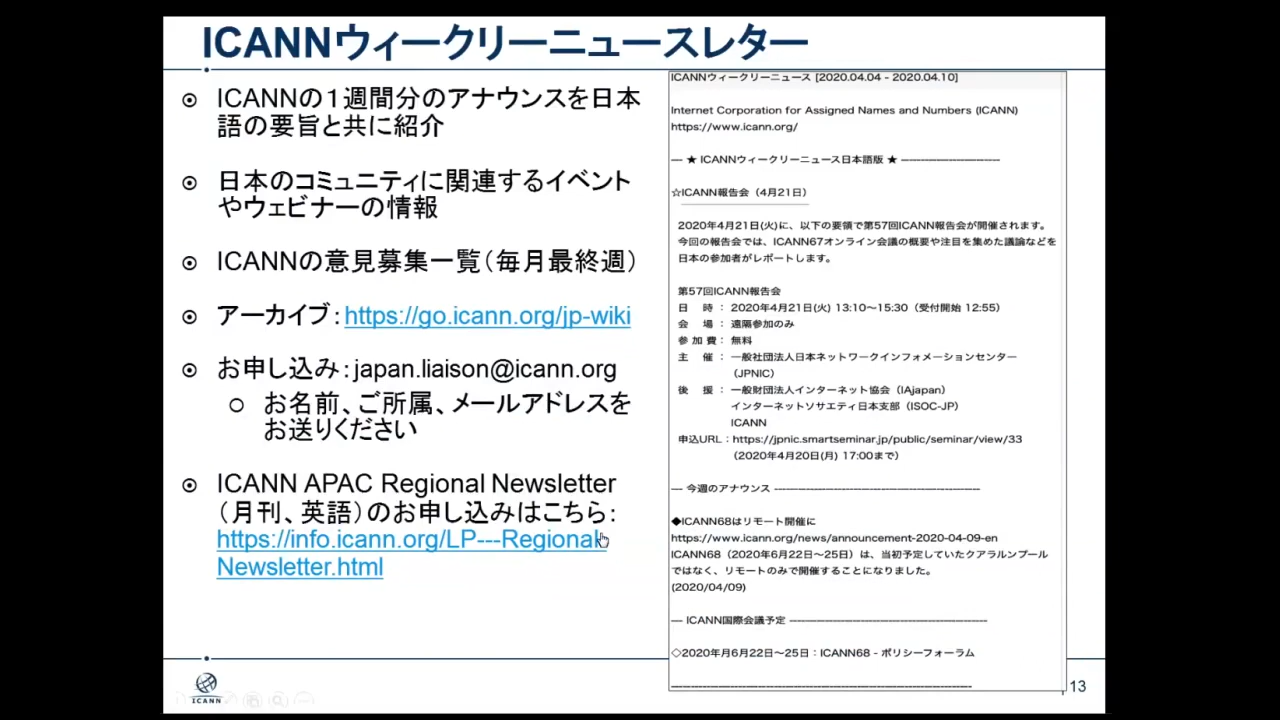 ICANNウィークリーニュースレター
ICANNの１週間分のアナウンスを日本
語の要旨と共に紹介
日本のコミュニティに関連するイベント
やウェビナーの情報
ICANNの意見募集一覧（毎月最終週）
アーカイブ：https://go.icann.org/jp-wiki
お申し込み：japan.liaison@icann.org
お名前、ご所属、メールアドレスを
お送りください
ICANN APAC Regional Newsletter
（月刊、英語）のお申し込みはこちら：
https://info.icann.org/LP---Regional-
Newsletter.html
ICANNウィークリーニュース [2020.04.04 - 2020.04.10]
Internet Corporation for Assigned Names and Numbers (ICANN)
https://www.icann.org/
--- ★ ICANNウィークリーニュース日本語版 ★ -------------------------
☆ICANN報告会（4月21日）
2020年4月21日(火)に、以下の要領で第57回ICANN報告会が開催されます。
今回の報告会では、ICANN67オンライン会議の概要や注目を集めた議論などを
日本の参加者がレポートします。
第57回ICANN報告会
日　時 ： 2020年4月21日(火) 13:10〜15:30（受付開始 12:55）
会　場 ： 遠隔参加のみ
参 加 費： 無料
主　催 ： 一般社団法人日本ネットワークインフォメーションセンター
（JPNIC）
後　援 ： 一般財団法人インターネット協会（IAjapan）
インターネットソサエティ日本支部（ISOC-JP）
ICANN
申込URL：https://jpnic.smartseminar.jp/public/seminar/view/33
（2020年4月20日(月) 17:00まで）
--- 今週のアナウンス ---------------------------------------------------
◆ICANN68はリモート開催に
https://www.icann.org/news/announcement-2020-04-09-en
ICANN68（2020年6月22日〜25日）は、当初予定していたクアラルンプール
ではなく、リモートのみで開催することになりました。
(2020/04/09)
--- ICANN国際会議予定 --------------------------------------------------
◇2020年月6月22日〜25日：ICANN68 - ポリシーフォーラム
---------------------------------------------------------------------------
ICANN
| 13